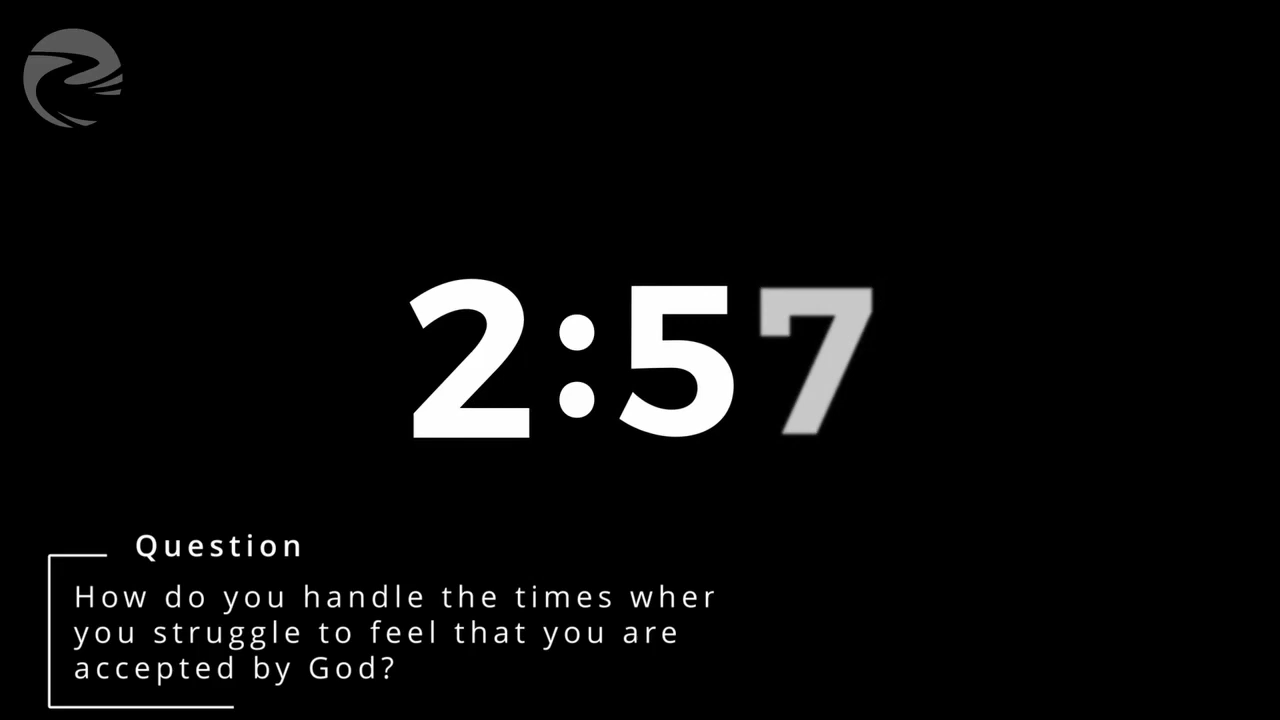 2:57
Question
How do you handle the times wher
you struggle to feel that you are
accepted by God?